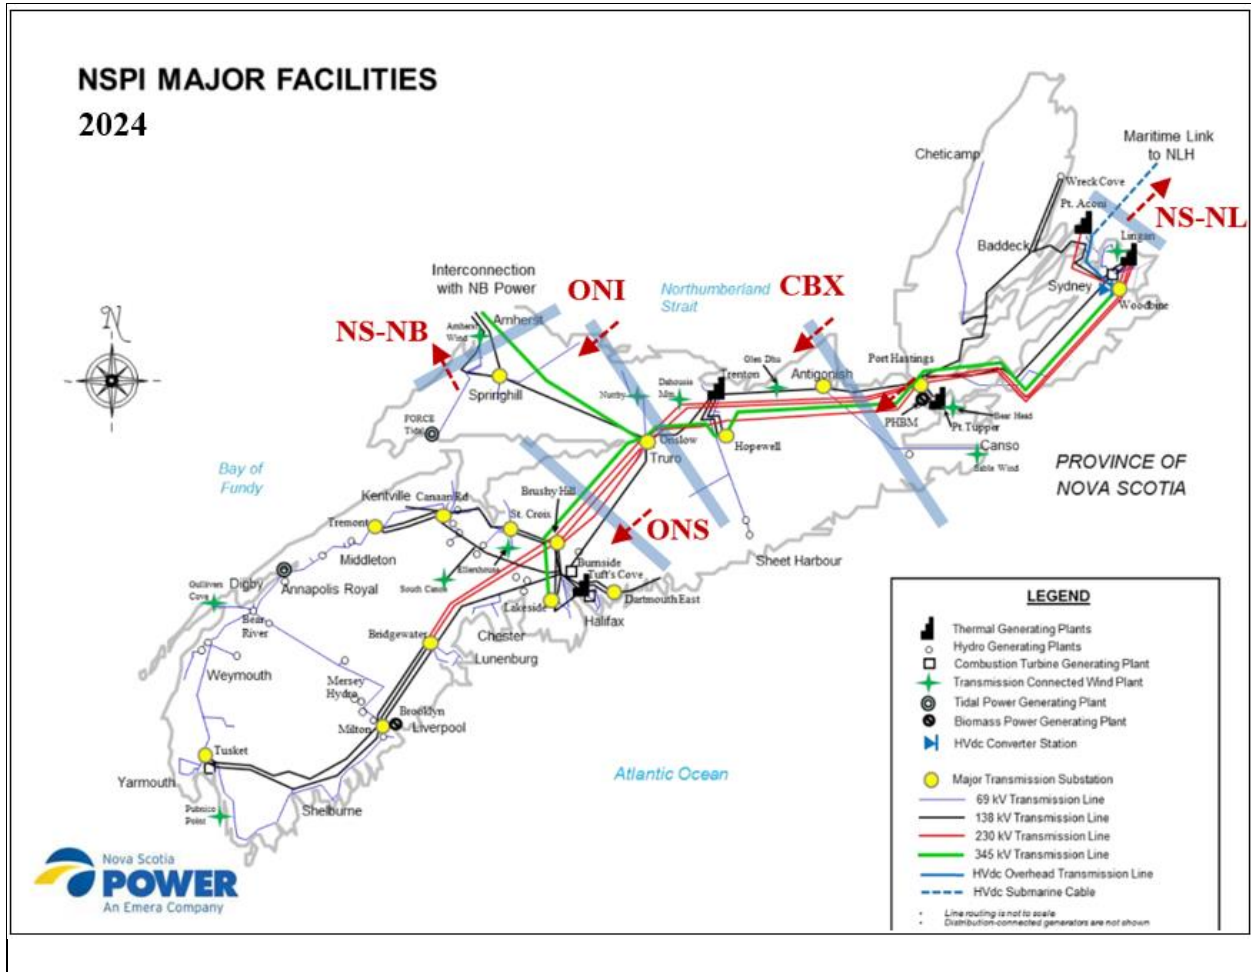 NSPI MAJOR FACILITIES
2024
N
Maritime Link
to NLH
Cheticamp
Wreck Cove
Pt. Aconi
NS-NL
Lingan
Baddeck
Interconnection
with NB Power
ONI
Northumberland
Strait
CBX
Sydney
Woodbine
NS-NB
Amherst
Amherst
Wind
Port Hastings
Glen Dhu
Antigonish
Trenton
Springhill
Nuttby
Dalhousie
Mtn
PHBM
Pt. Tupper
Bear Head
FORCE
Tidal
Onslow
Truro
Hopewell
Canso
Sable Wind
PROVINCE OF
NOVA SCOTIA
Bay of
Fundy
Kentville
Canaan Rd
Brushy Hill
St. Croix
Tremont
ONS
Middleton
Ellershouse
Burnside
Tuft's Cove
Sheet Harbour
South Canoe
Gullivers
Cove
Digby
Annapolis Royal
Lakeside
Dartmouth East
Halifax
Bear
River
Bridgewater
Chester
Lunenburg
Weymouth
Mersey
Hydro
Brooklyn
Milton
Liverpool
Tusket
Yarmouth
Atlantic Ocean
Pubnico
Point
Shelburne
LEGEND
Thermal Generating Plants
Hydro Generating Plants
Combustion Turbine Generating Plant
Transmission Connected Wind Plant
Tidal Power Generating Plant
Biomass Power Generating Plant
HVdc Converter Station
Major Transmission Substation
69 kV Transmission Line
138 kV Transmission Line
230 kV Transmission Line
345 kV Transmission Line
HVdc Overhead Transmission Line
HVdc Submarine Cable
• Line routing is not to scale
• Distribution-connected generators are not shown
Nova Scotia
POWER
An Emera Company